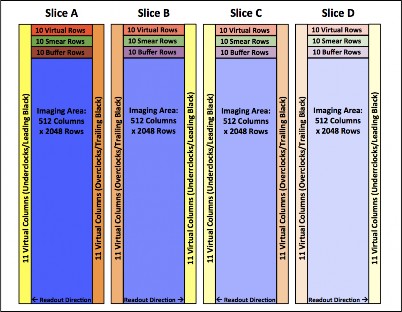 Slice A
Slice B
Slice C
Slice D
10 Virtual Rows
10 Smear Rows
10 Buffer Rows
Imaging Area:
512 Columns
x 2048 Rows
11 Virtual Columns (Underclocks/Leading Black)
11 Virtual Columns (Overclocks/Trailing Black)
← Readout Direction
10 Virtual Rows
10 Smear Rows
10 Buffer Rows
Imaging Area:
512 Columns
x 2048 Rows
11 Virtual Columns (Overclocks/Trailing Black)
11 Virtual Columns (Underclocks/Leading Black)
Readout Direction →
10 Virtual Rows
10 Smear Rows
10 Buffer Rows
Imaging Area:
512 Columns
x 2048 Rows
11 Virtual Columns (Underclocks/Leading Black)
11 Virtual Columns (Overclocks/Trailing Black)
← Readout Direction
10 Virtual Rows
10 Smear Rows
10 Buffer Rows
Imaging Area:
512 Columns
x 2048 Rows
11 Virtual Columns (Overclocks/Trailing Black)
11 Virtual Columns (Underclocks/Leading Black)
Readout Direction →